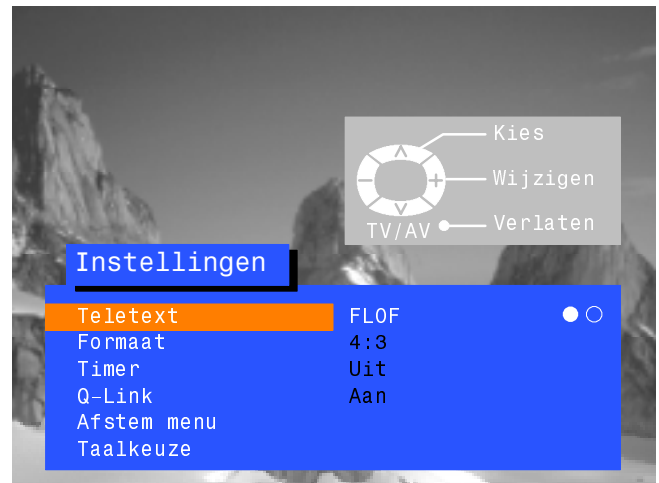 Kies
Wijzigen
TV/AV Verlaten
Instellingen
Teletext FLOF
Formaat 4:3
Timer Uit
Q-Link Aan
Afstem menu
Taalkeuze